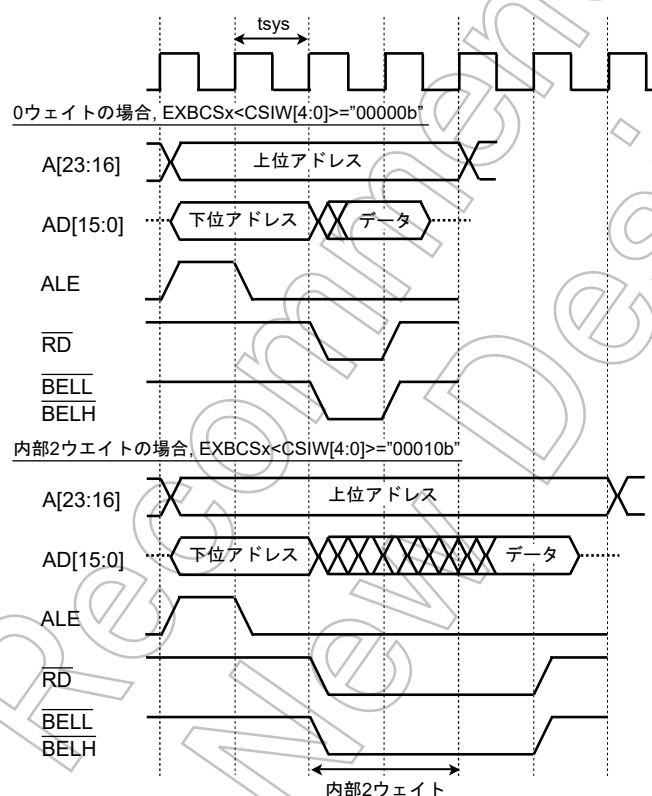 tsys
0ウェイトの場合, EXBCSx<CSIW[4:0]>="00000b"
A[23:16]
上位アドレス
AD[15:0]
下位アドレス
データ
ALE
RD
BELL
BELH
内部2ウエイトの場合, EXBCSx<CSIW[4:0]>="00010b"
A[23:16]
上位アドレス
AD[15:0]
下位アドレス
データ
ALE
RD
BELL
BELH
内部2ウェイト